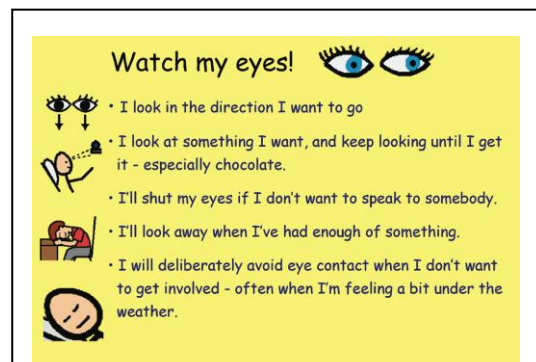 Watch my eyes!
• I look in the direction I want to go
• I look at something I want, and keep looking until I get
it - especially chocolate.
• I'll shut my eyes if I don't want to speak to somebody.
• I'll look away when I've had enough of something.
• I will deliberately avoid eye contact when I don't want
to get involved - often when I'm feeling a bit under the
weather.